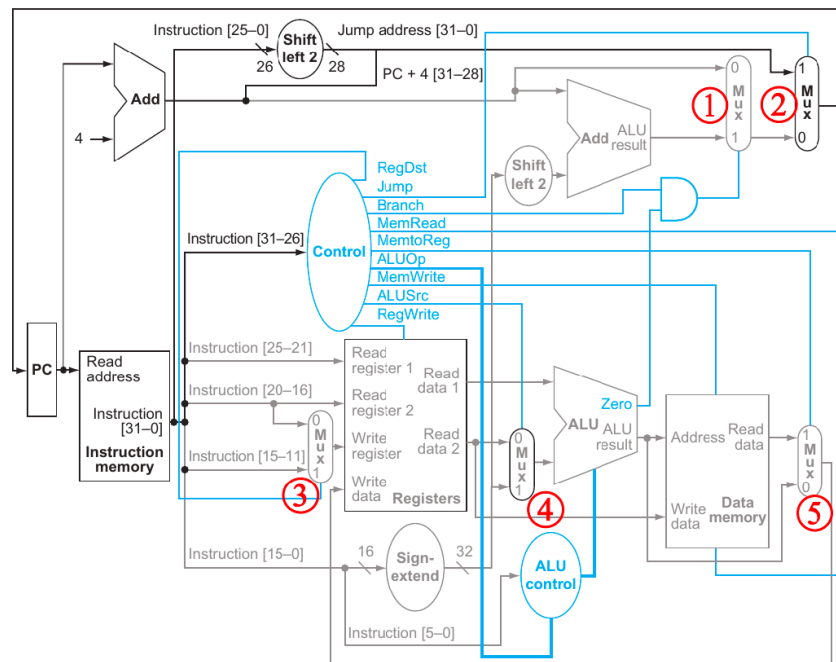 Instruction [25–0]
Shift
left 2
Jump address [31–0]
26
28
PC + 4 [31–28]
Add
4
0
M
u
x
1
①
1
M
u
x
0
②
Add
ALU
result
Shift
left 2
RegDst
Jump
Branch
MemRead
MemtoReg
ALUOp
MemWrite
ALUSrc
RegWrite
Control
Instruction [31–26]
PC
Read
address
Instruction
[31–0]
Instruction
memory
Instruction [25–21]
Instruction [20–16]
Instruction [15–11]
0
M
u
x
1
③
Read
register 1
Read
register 2
Write
register
Write
data
Read
data 1
Read
data 2
Registers
0
M
u
x
1
④
Zero
ALU
ALU
result
Address
Write
data
Read
data
Data
memory
1
M
u
x
0
⑤
Instruction [15–0]
16
Sign-
extend
32
ALU
control
Instruction [5–0]